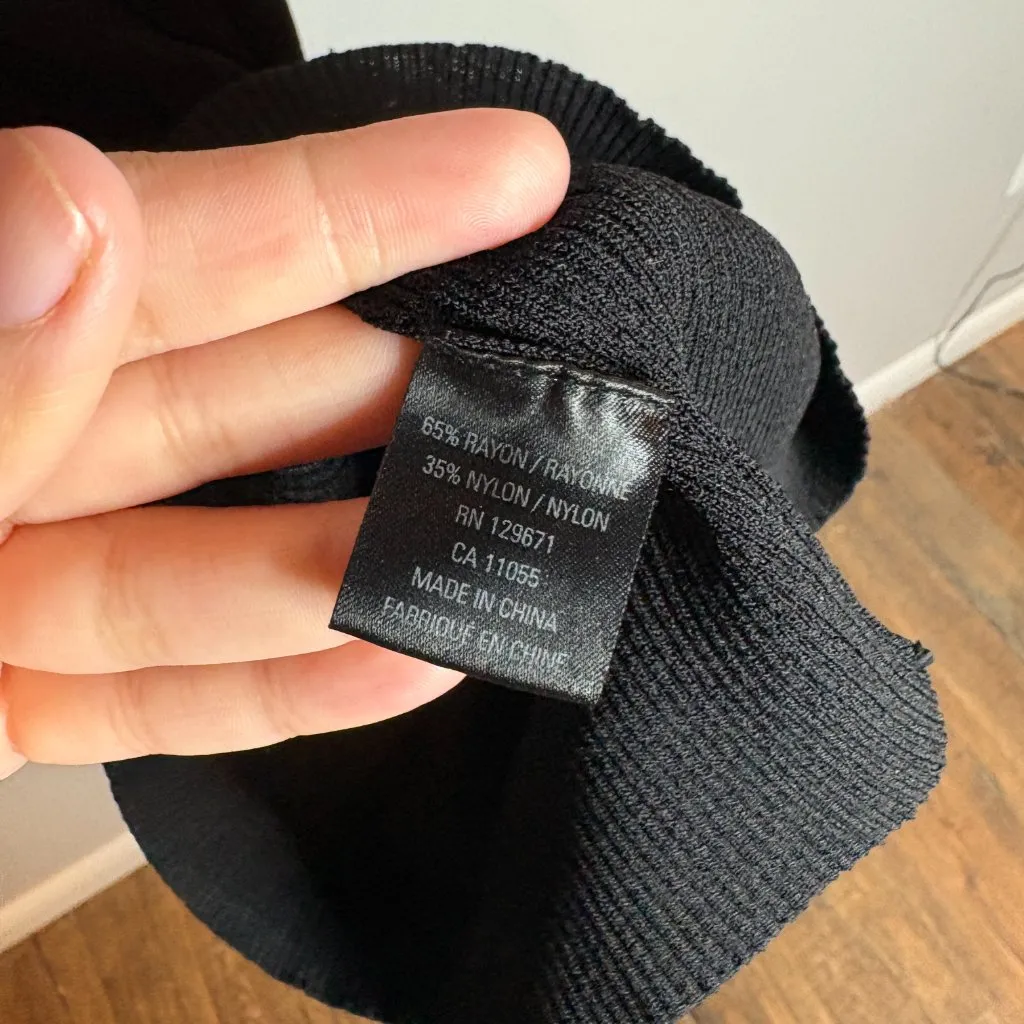 65% RAYON / RAYONNE
35% NYLON / NYLON
RN 129671
CA 11055
MADE IN CHINA
FABRIQUÉ EN CHINE